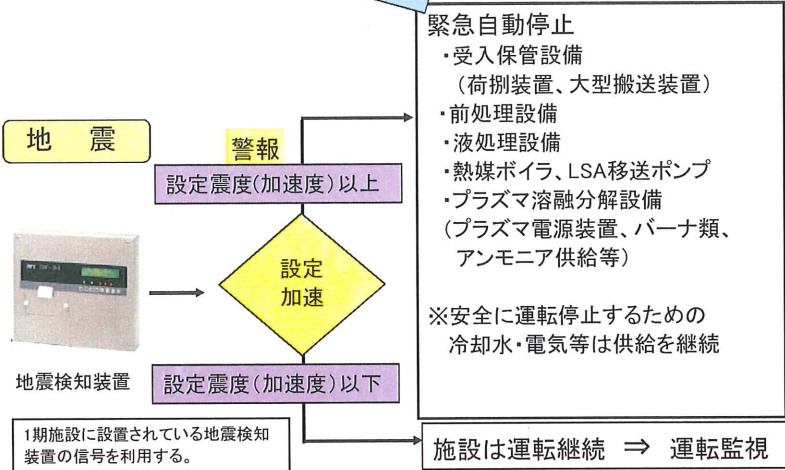 緊急自動停止
・受入保管設備
(荷捌装置、大型搬送装置)
・前処理設備
・液処理設備
・熱媒ボイラ、LSA移送ポンプ
・プラズマ溶融分解設備
(プラズマ電源装置、バーナ類、
アンモニア供給等)
※安全に運転停止するための
冷却水・電気等は供給を継続
地 震
警報
設定震度(加速度)以上
設定
加速
地震検知装置
設定震度(加速度)以下
1期施設に設置されている地震検知
装置の信号を利用する。
施設は運転継続 ⇒ 運転監視